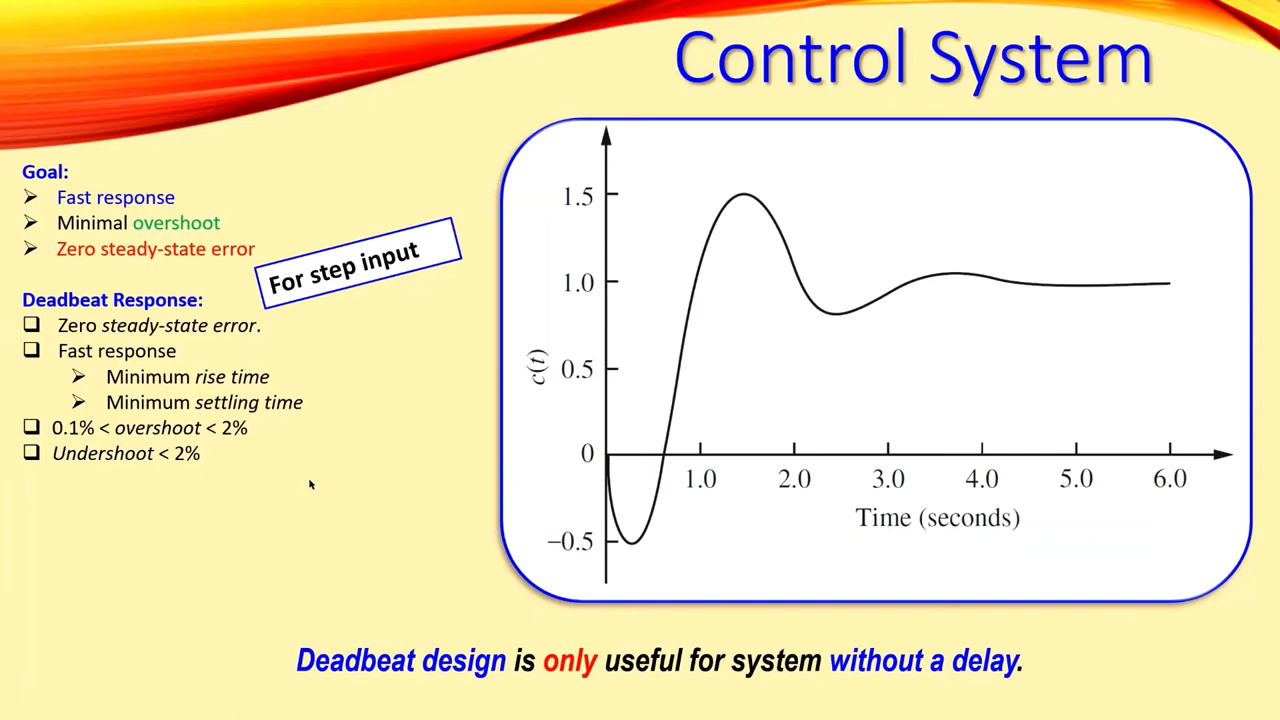 Control System
Goal:
Fast response
Minimal overshoot
Zero steady-state error
For step input
Deadbeat Response:
Zero steady-state error.
Fast response
Minimum rise time
Minimum settling time
0.1% < overshoot < 2%
Undershoot < 2%
1.5
1.0
0.5
0
–0.5
c(t)
1.0 2.0 3.0 4.0 5.0 6.0
Time (seconds)
Deadbeat design is only useful for system without a delay.